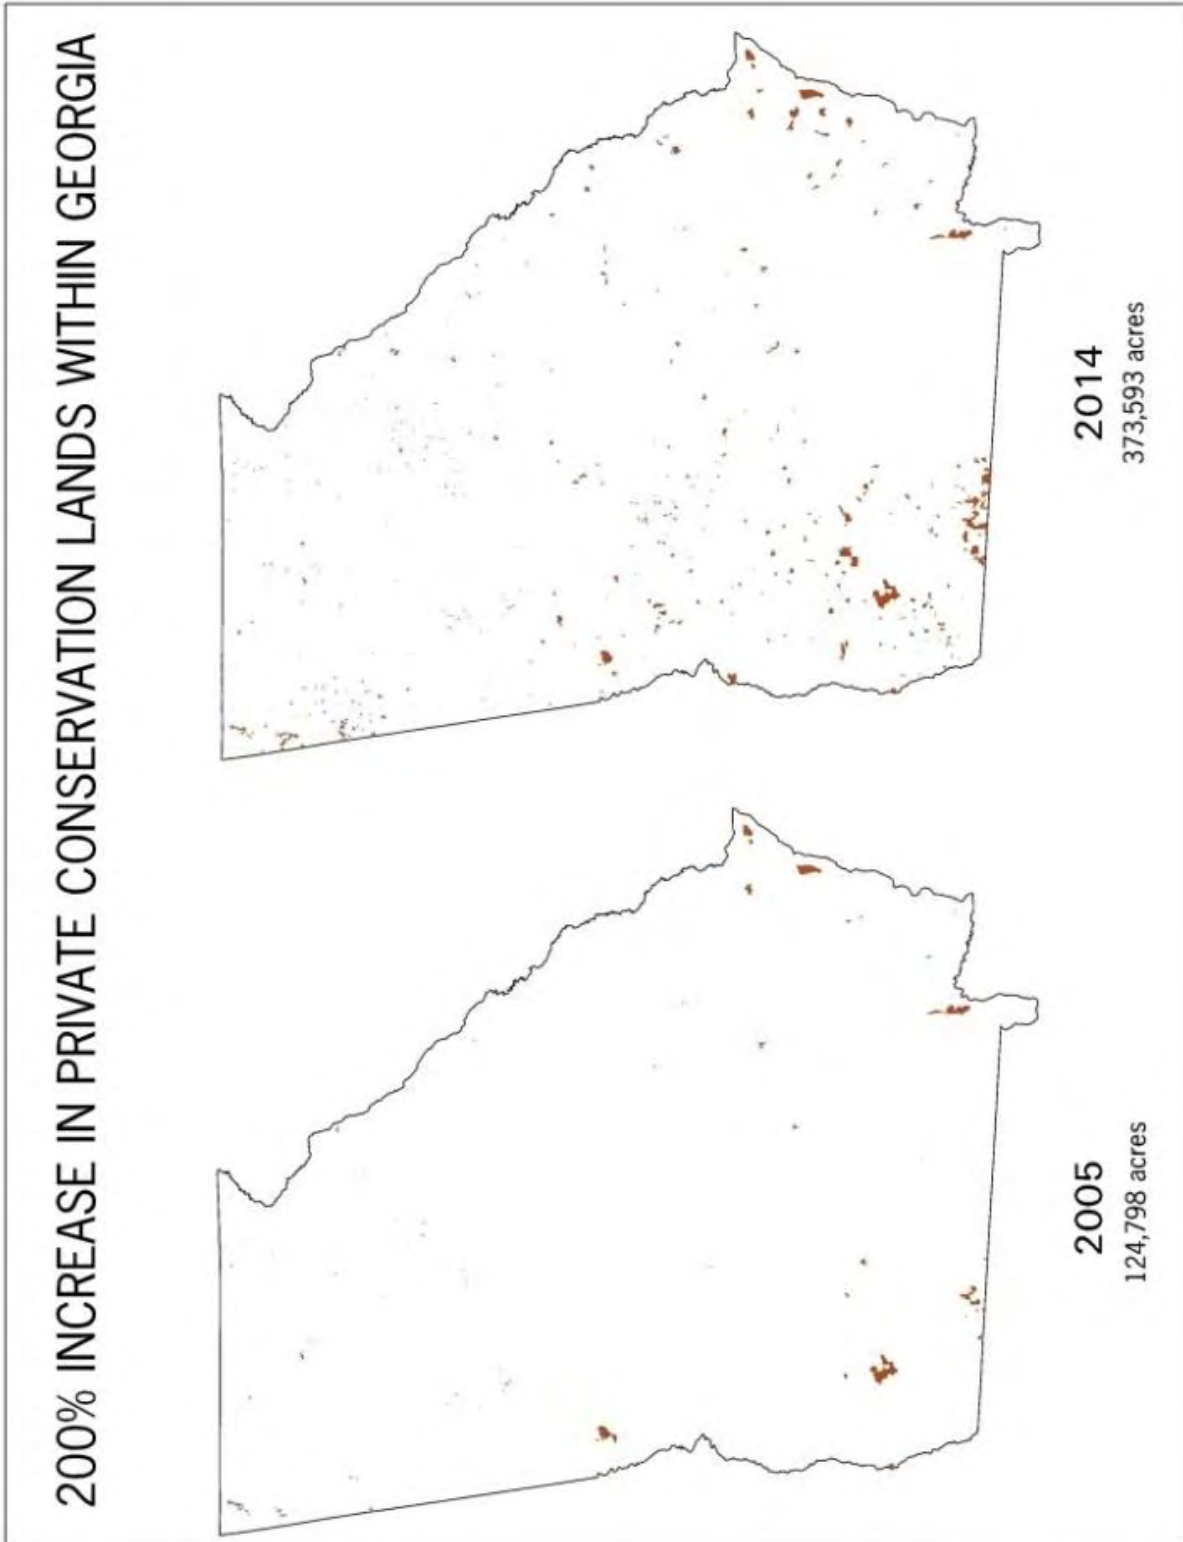 200% INCREASE IN PRIVATE CONSERVATION LANDS WITHIN GEORGIA
2005
124,798 acres
2014
373,593 acres